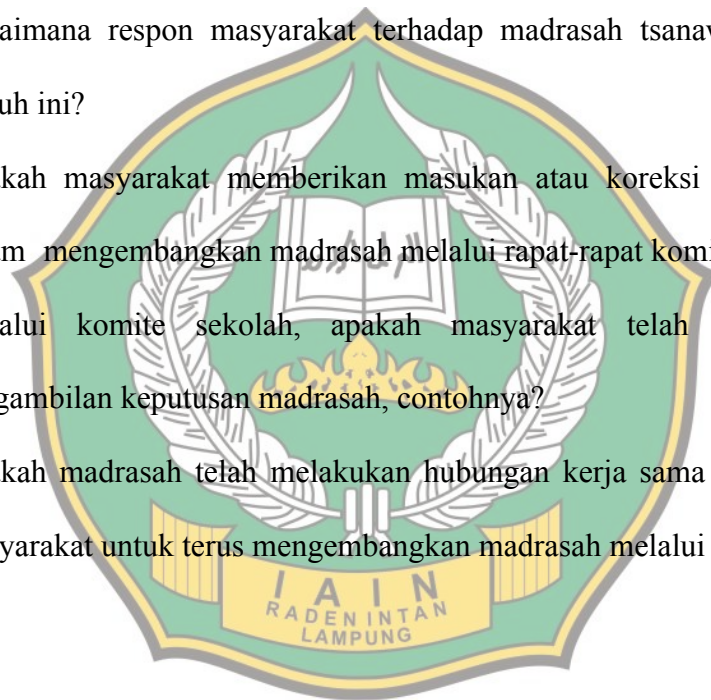 aimana respon masyarakat terhadap madrasah tsanaw
uh ini?
kah masyarakat memberikan masukan atau koreksi
am mengembangkan madrasah melalui rapat-rapat komi
alui komite sekolah, apakah masyarakat telah
gambilan keputusan madrasah, contohnya?
kah madrasah telah melakukan hubungan kerja sama
yarakat untuk terus mengembangkan madrasah melalui
IAIN
RADEN INTAN
LAMPUNG